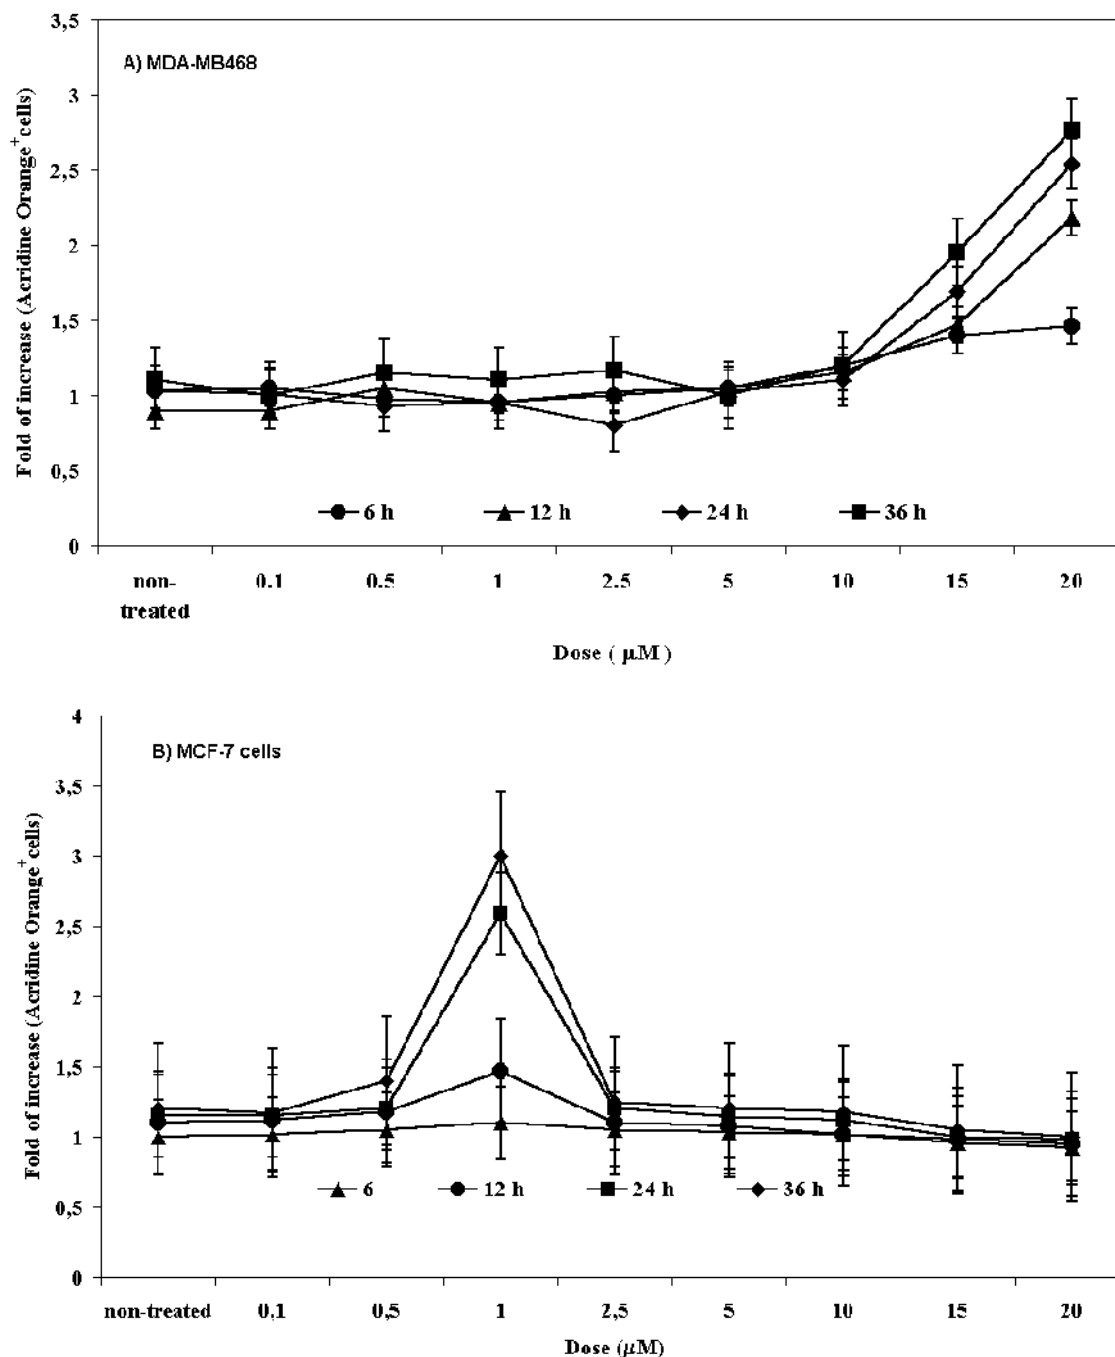 3,5
A) MDA-MB468
3
2,5
2
1,5
1
0,5
0
Fold of increase (Acridine Orange⁺cells)
6 h 12 h 24 h 36 h
non-treated 0.1 0.5 1 2.5 5 10 15 20
Dose ( µM )
4
B) MCF-7 cells
3,5
3
2,5
2
1,5
1
0,5
0
Fold of increase (Acridine Orange⁺cells)
6 12 h 24 h 36 h
non-treated 0,1 0,5 1 2,5 5 10 15 20
Dose (µM)